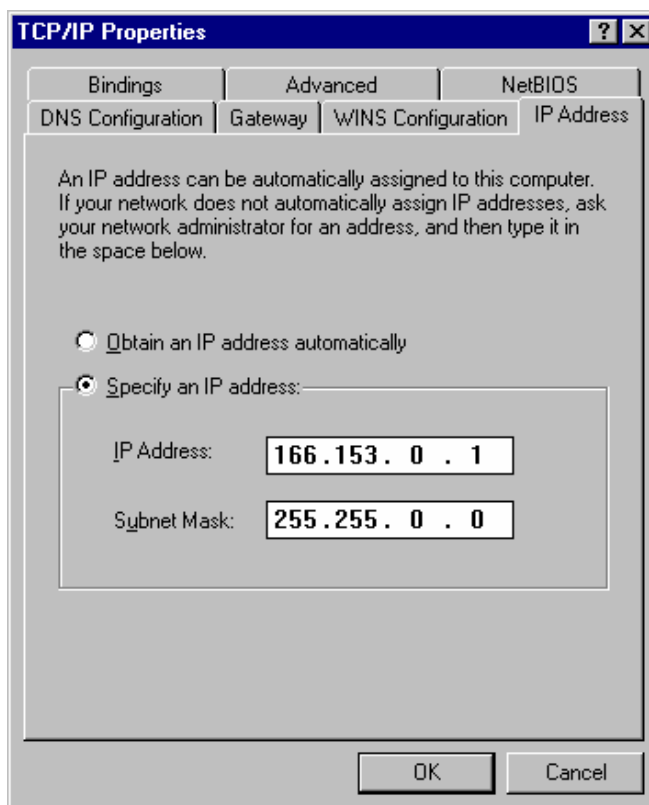 TCP/IP Properties
Bindings Advanced NetBIOS
DNS Configuration Gateway WINS Configuration IP Address
An IP address can be automatically assigned to this computer.
If your network does not automatically assign IP addresses, ask
your network administrator for an address, and then type it in
the space below.
Obtain an IP address automatically
Specify an IP address:
IP Address: 166.153. 0 . 1
Subnet Mask: 255.255. 0 . 0
OK Cancel